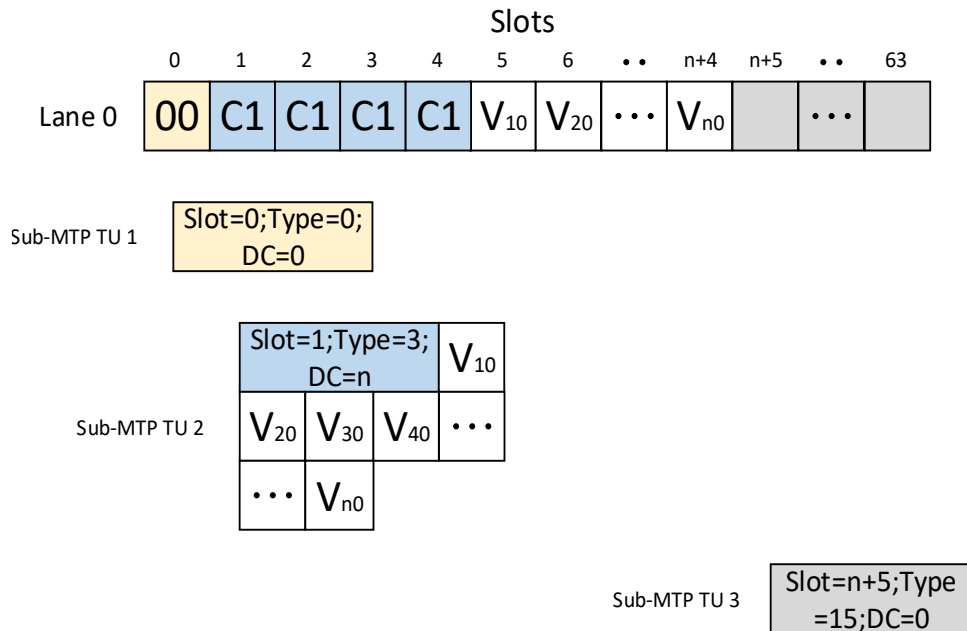 Slots
0 1 2 3 4 5 6 •• n+4 n+5 •• 63
Lane 0 00 C1 C1 C1 C1 V10 V20 ••• Vn0 •••
Sub-MTP TU 1
Slot=0;Type=0;
DC=0
Sub-MTP TU 2
Slot=1;Type=3;
DC=n
V10
V20 V30 V40 •••
••• Vn0
Sub-MTP TU 3
Slot=n+5;Type
=15;DC=0